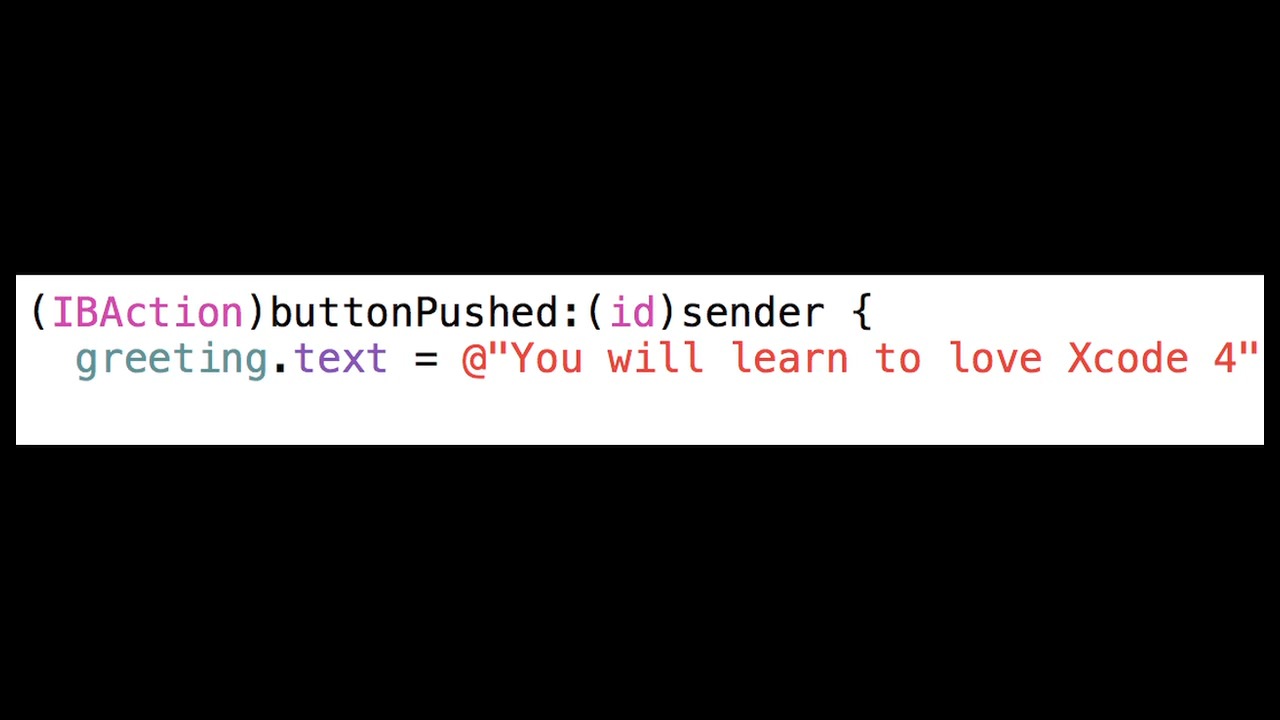 (IBAction)buttonPushed:(id)sender {
greeting.text = @"You will learn to love Xcode 4"